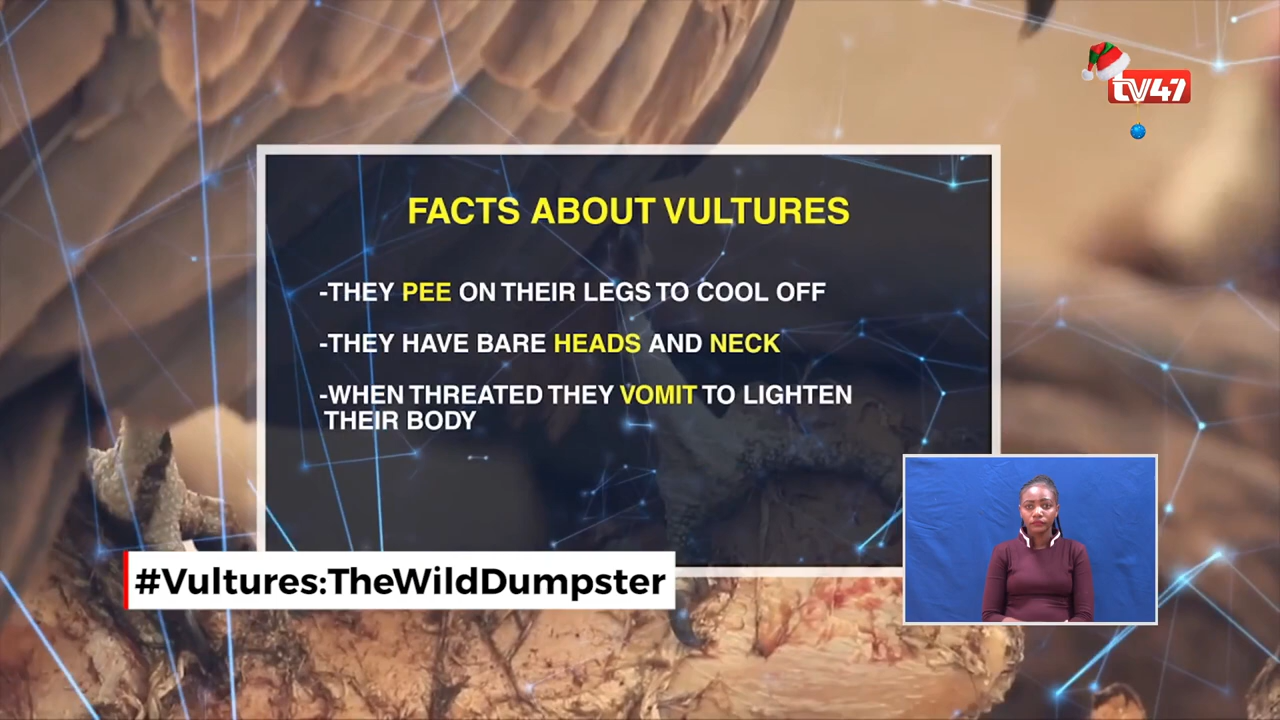 tv47
FACTS ABOUT VULTURES
-THEY PEE ON THEIR LEGS TO COOL OFF
-THEY HAVE BARE HEADS AND NECK
-WHEN THREATED THEY VOMIT TO LIGHTEN
THEIR BODY
#Vultures:TheWildDumpster